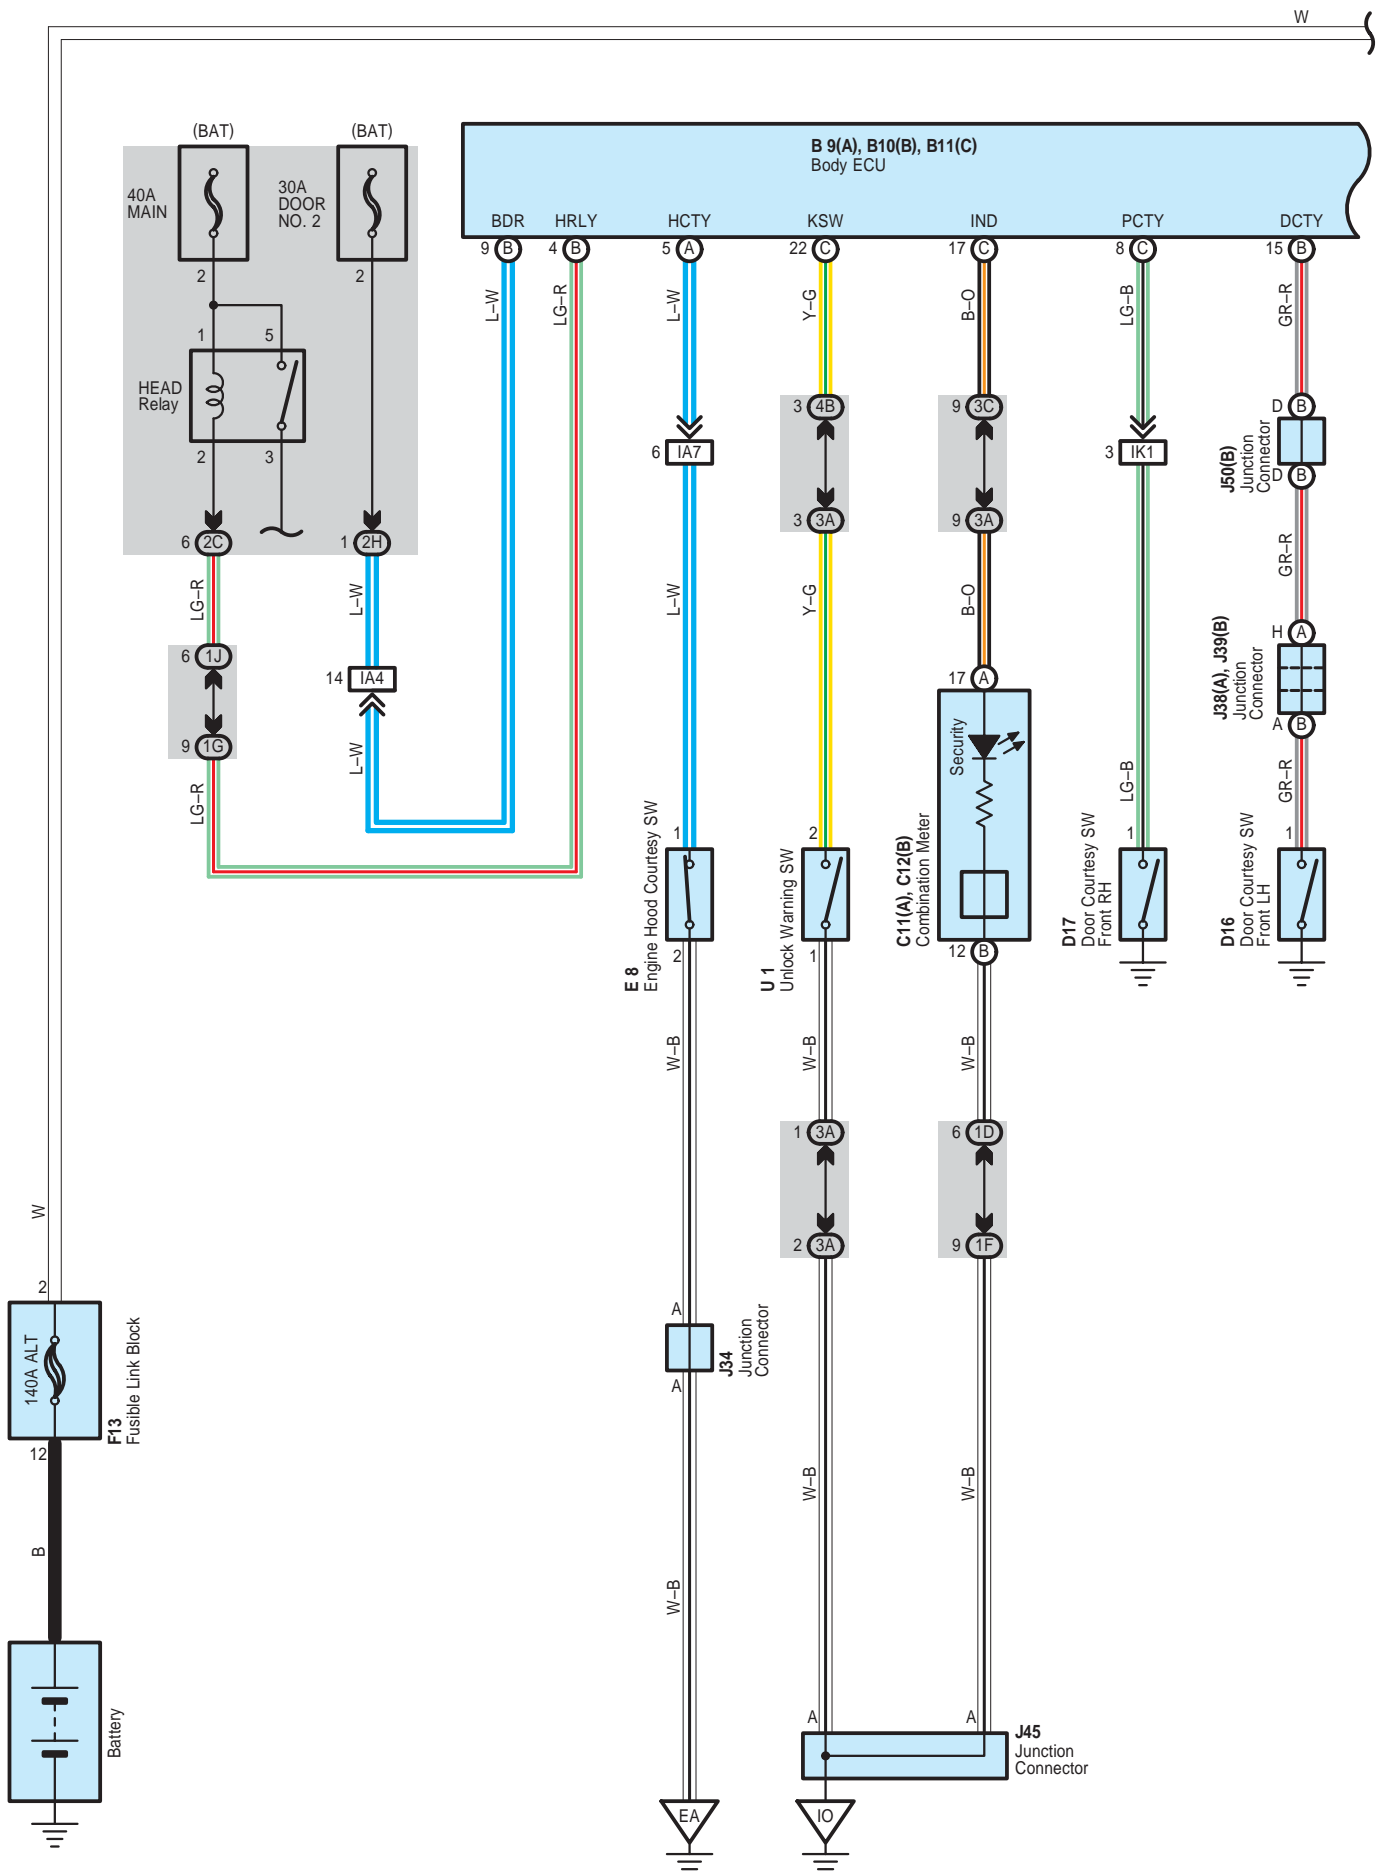 W
(BAT)
(BAT)
40A
MAIN
30A
DOOR
NO. 2
2
2
1
5
HEAD
Relay
2
3
6 2C
1 2H
LG–R
L–W
6 1J
14 IA4
9 1G
LG–R
L–W
B 9(A), B10(B), B11(C)
Body ECU
BDR
HRLY
HCTY
KSW
IND
PCTY
DCTY
9 B
4 B
5 A
22 C
17 C
8 C
15 B
L–W
LG–R
L–W
Y–G
B–O
LG–B
GR–R
3 4B
9 3C
D B
6 IA7
3 IK1
J50(B)
Junction
Connector
D B
3 3A
9 3A
L–W
Y–G
B–O
GR–R
H A
J38(A), J39(B)
Junction
Connector
17 A
A B
Security
LG–B
GR–R
1
2
1
1
E 8
Engine Hood Courtesy SW
U 1
Unlock Warning SW
C11(A), C12(B)
Combination Meter
D17
Door Courtesy SW
Front RH
D16
Door Courtesy SW
Front LH
2
1
12 B
W–B
W–B
W–B
1 3A
6 1D
2 3A
9 1F
W
2
140A ALT
F13
Fusible Link Block
12
B
Battery
A
J34
Junction
Connector
A
W–B
W–B
W–B
A
A
J45
Junction
Connector
EA
IO